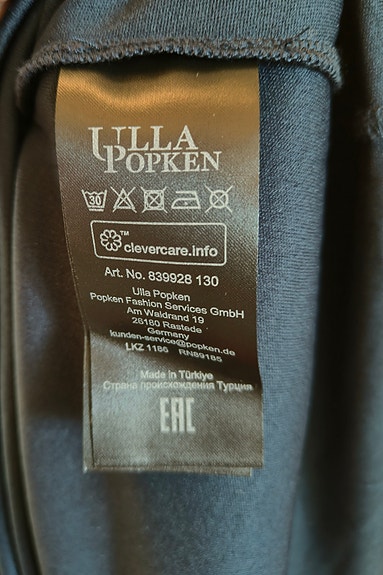 ULLA
POPKEN
30
clevercare.info
Art. No. 839928 130
Ulla Popken
Popken Fashion Services GmbH
Am Waldrand 19
26180 Rastede
Germany
kunden-service@popken.de
LKZ 1186 RN89185
Made in Türkiye
Страна происхождения Турция
EAC